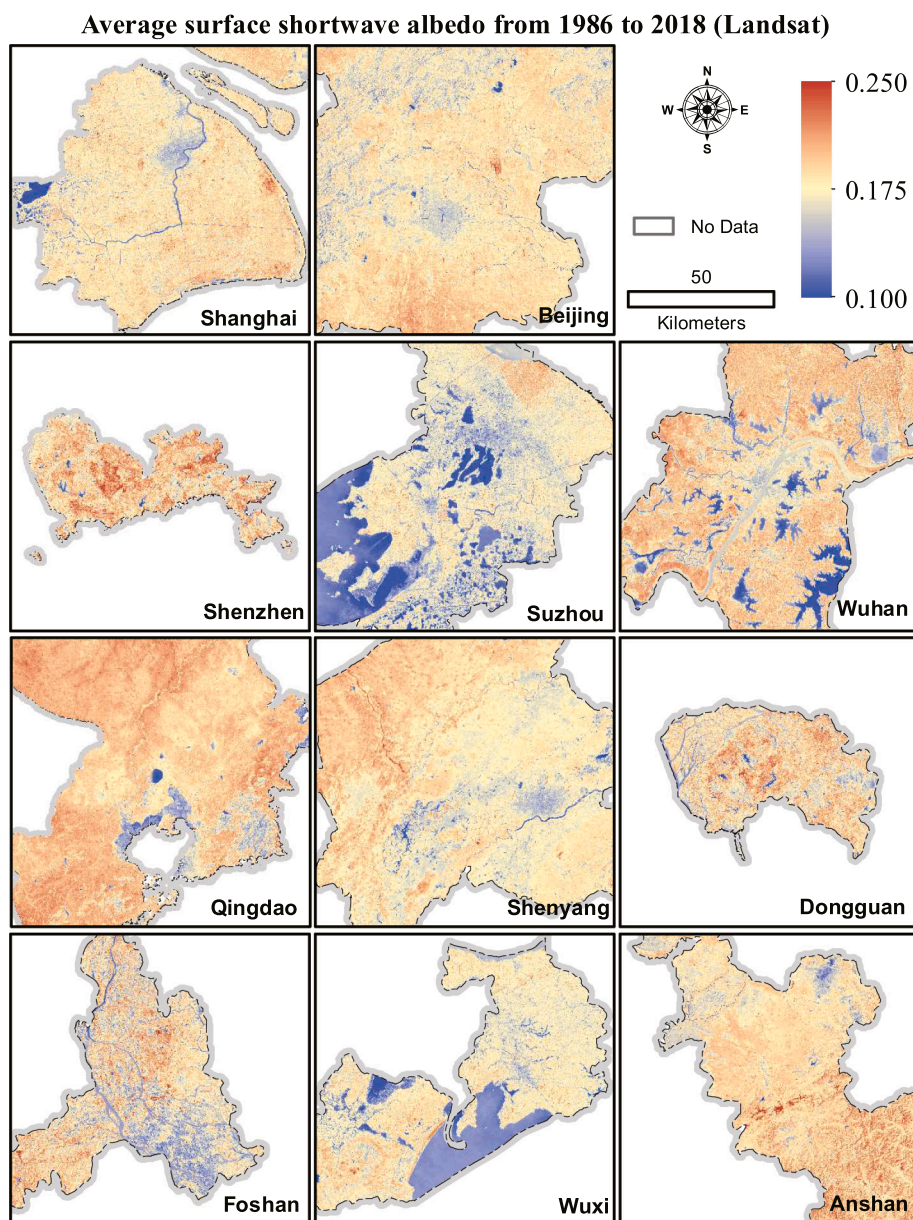 Average surface shortwave albedo from 1986 to 2018 (Landsat)
N
W E
S
No Data
50
Kilometers
0.250
0.175
0.100
Shanghai
Beijing
Shenzhen
Suzhou
Wuhan
Qingdao
Shenyang
Dongguan
Foshan
Wuxi
Anshan